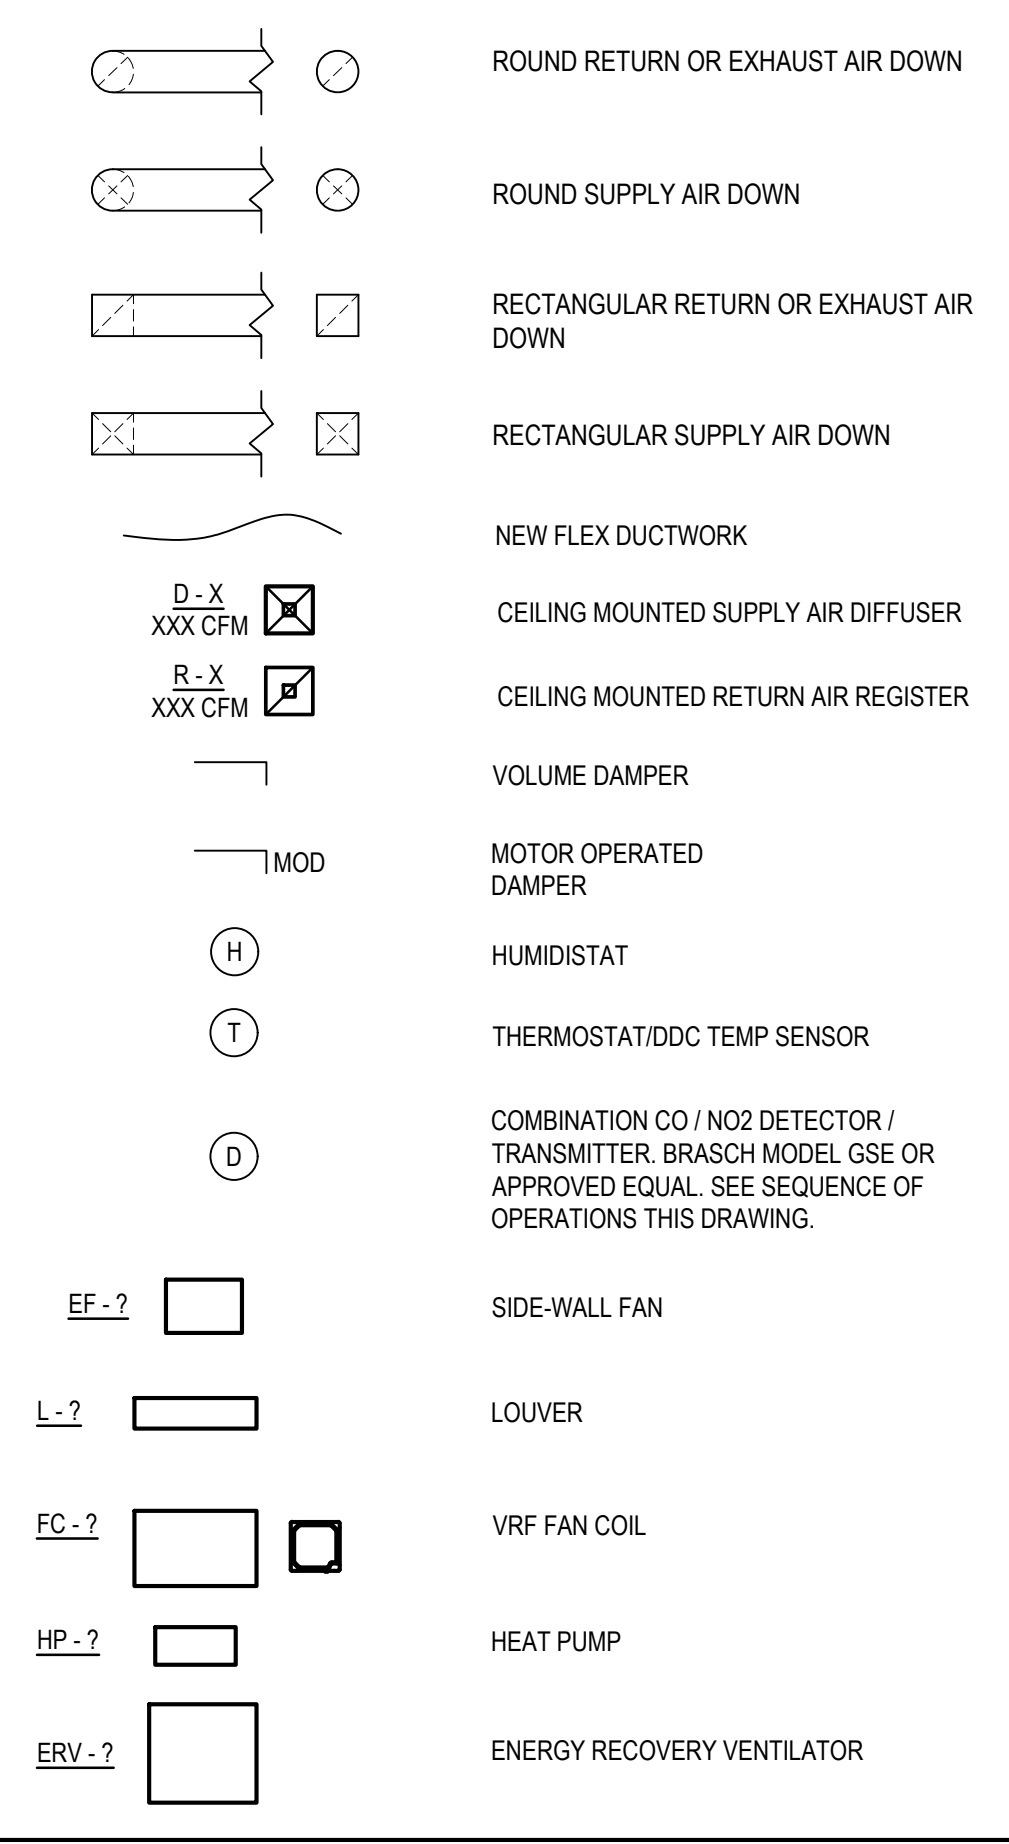 ROUND RETURN OR EXHAUST AIR DOWN
ROUND SUPPLY AIR DOWN
RECTANGULAR RETURN OR EXHAUST AIR
DOWN
RECTANGULAR SUPPLY AIR DOWN
NEW FLEX DUCTWORK
D - X
XXX CFM
CEILING MOUNTED SUPPLY AIR DIFFUSER
R - X
XXX CFM
CEILING MOUNTED RETURN AIR REGISTER
VOLUME DAMPER
MOD
MOTOR OPERATED
DAMPER
H
HUMIDISTAT
T
THERMOSTAT/DDC TEMP SENSOR
D
COMBINATION CO / NO2 DETECTOR /
TRANSMITTER. BRASCH MODEL GSE OR
APPROVED EQUAL. SEE SEQUENCE OF
OPERATIONS THIS DRAWING.
EF - ?
SIDE-WALL FAN
L - ?
LOUVER
FC - ?
VRF FAN COIL
HP - ?
HEAT PUMP
ERV - ?
ENERGY RECOVERY VENTILATOR